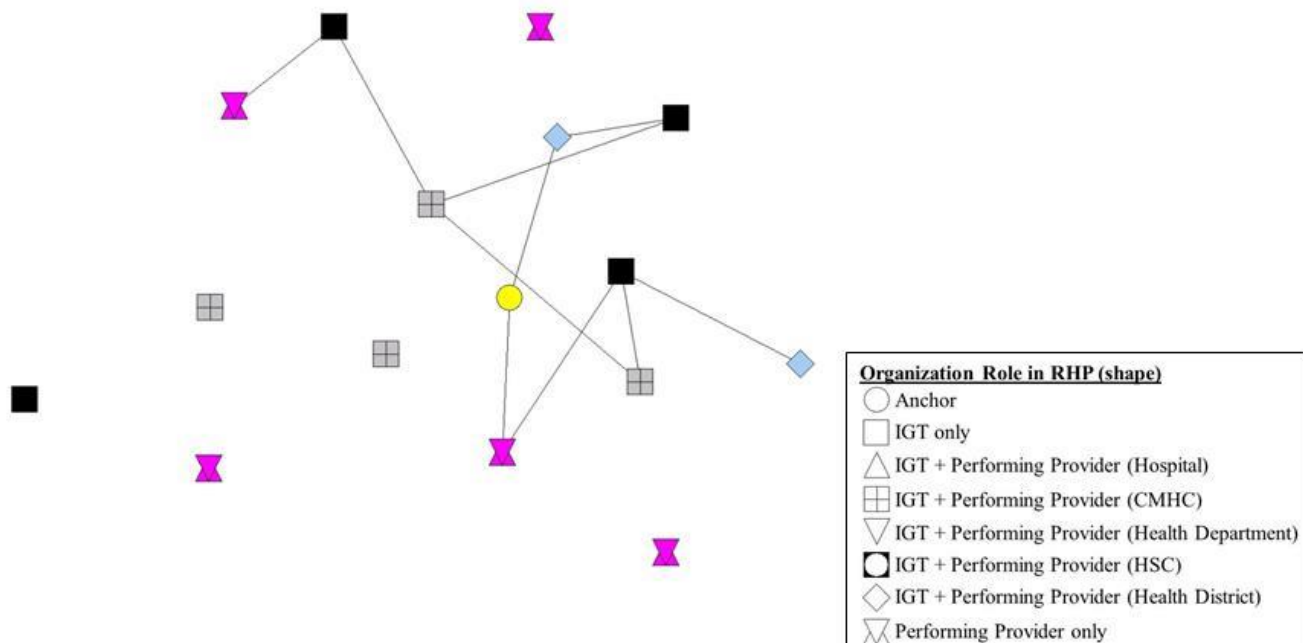 Organization Role in RHP (shape)
Anchor
IGT only
IGT + Performing Provider (Hospital)
IGT + Performing Provider (CMHC)
IGT + Performing Provider (Health Department)
IGT + Performing Provider (HSC)
IGT + Performing Provider (Health District)
Performing Provider only